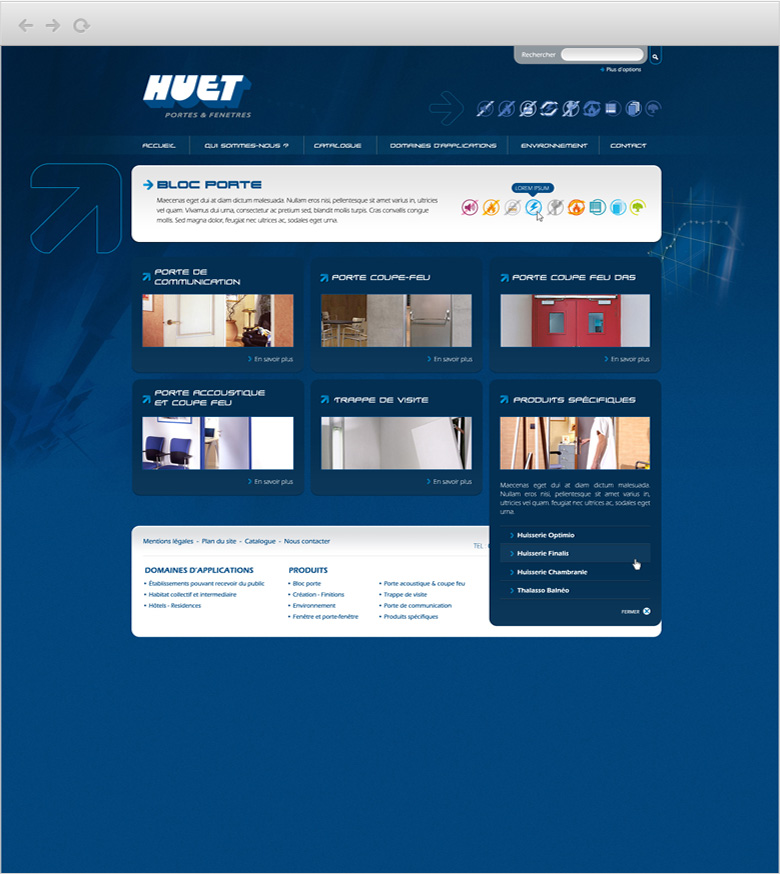 Rechercher
Plus d'options
HUET
PORTES & FENETRES
ACCUEIL
QUI SOMMES-NOUS ?
CATALOGUE
DOMAINES D'APPLICATIONS
ENVIRONNEMENT
CONTACT
BLOC PORTE
LOREM IPSUM
Maecenas eget dui at diam dictum malesuada. Nullam eros nisi, pellentesque sit amet varius in, ultricies
vel quam. Vivamus dui urna, consectetur ac pretium sed, blandit mollis turpis. Cras convallis congue
mollis. Sed magna dolor, feugiat nec ultrices ac, sodales eget urna.
PORTE DE
COMMUNICATION
En savoir plus
PORTE COUPE-FEU
En savoir plus
PORTE COUPE FEU DAS
En savoir plus
PORTE ACCOUSTIQUE
ET COUPE FEU
En savoir plus
TRAPPE DE VISITE
En savoir plus
PRODUITS SPÉCIFIQUES
Maecenas eget dui at diam dictum malesuada.
Nullam eros nisi, pellentesque sit amet varius in,
ultricies vel quam. feugiat nec ultrices ac, sodales eget
urna.
Huisserie Optimio
Huisserie Finalis
Huisserie Chambranle
Thalasso Balnéo
FERMER
Mentions légales - Plan du site - Catalogue - Nous contacter
TEL :
DOMAINES D'APPLICATIONS
• Établissements pouvant recevoir du public
• Habitat collectif et intermediaire
• Hôtels - Residences
PRODUITS
• Bloc porte
• Création - Finitions
• Environnement
• Fenêtre et porte-fenêtre
• Porte acoustique & coupe feu
• Trappe de visite
• Porte de communication
• Produits spécifiques